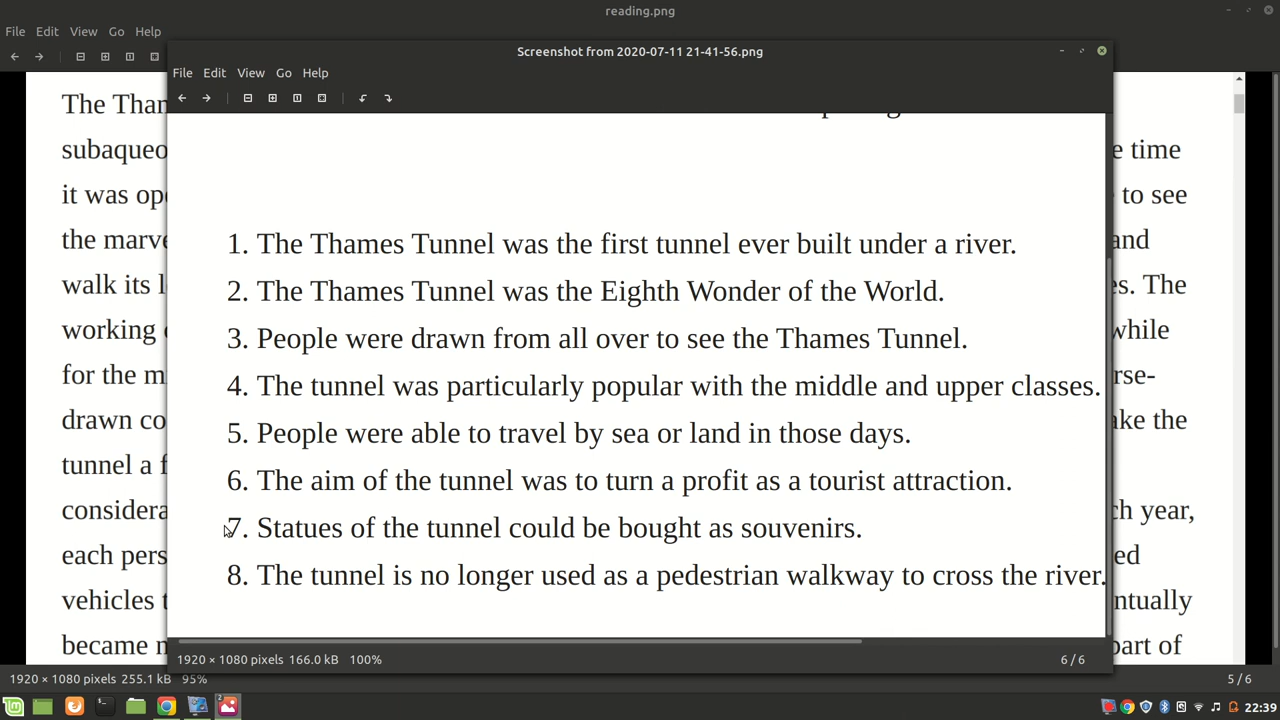 reading.png
File Edit View Go Help
Screenshot from 2020-07-11 21-41-56.png
File Edit View Go Help
The Than
subaqueo
it was ope
the marve
walk its l
working
for the m
drawn co
tunnel a f
considera
each pers
vehicles t
became n
1. The Thames Tunnel was the first tunnel ever built under a river.
2. The Thames Tunnel was the Eighth Wonder of the World.
3. People were drawn from all over to see the Thames Tunnel.
4. The tunnel was particularly popular with the middle and upper classes.
5. People were able to travel by sea or land in those days.
6. The aim of the tunnel was to turn a profit as a tourist attraction.
7. Statues of the tunnel could be bought as souvenirs.
8. The tunnel is no longer used as a pedestrian walkway to cross the river.
e time
to see
and
es. The
while
rse-
ake the
ch year,
ed
ntually
part of
1920 × 1080 pixels 166.0 kB 100%
6 / 6
1920 × 1080 pixels 255.1 kB 95%
5 / 6
22:39